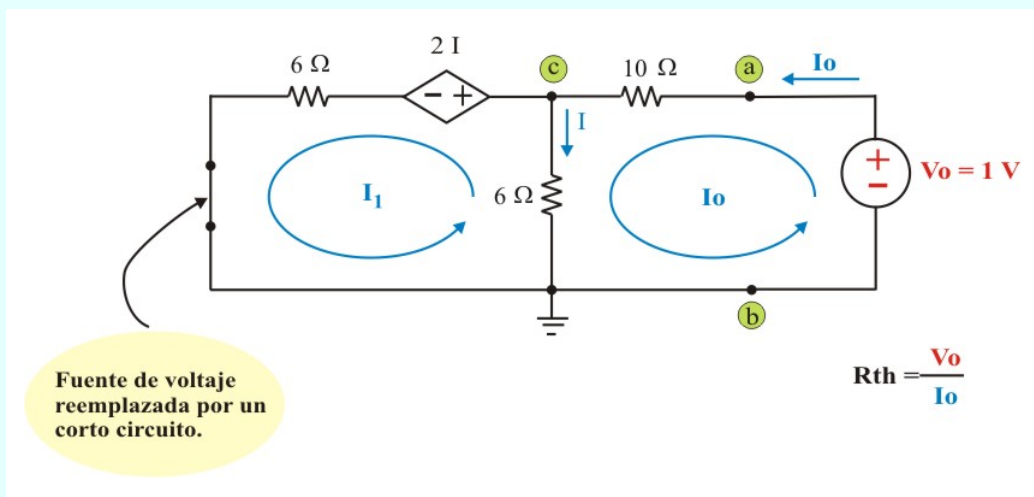 2 I
6 Ω
c
10 Ω
a
Io
I
I1
6 Ω
Io
+
−
Vo = 1 V
− +
b
Fuente de voltaje
reemplazada por un
corto circuito.
Rth = Vo
Io